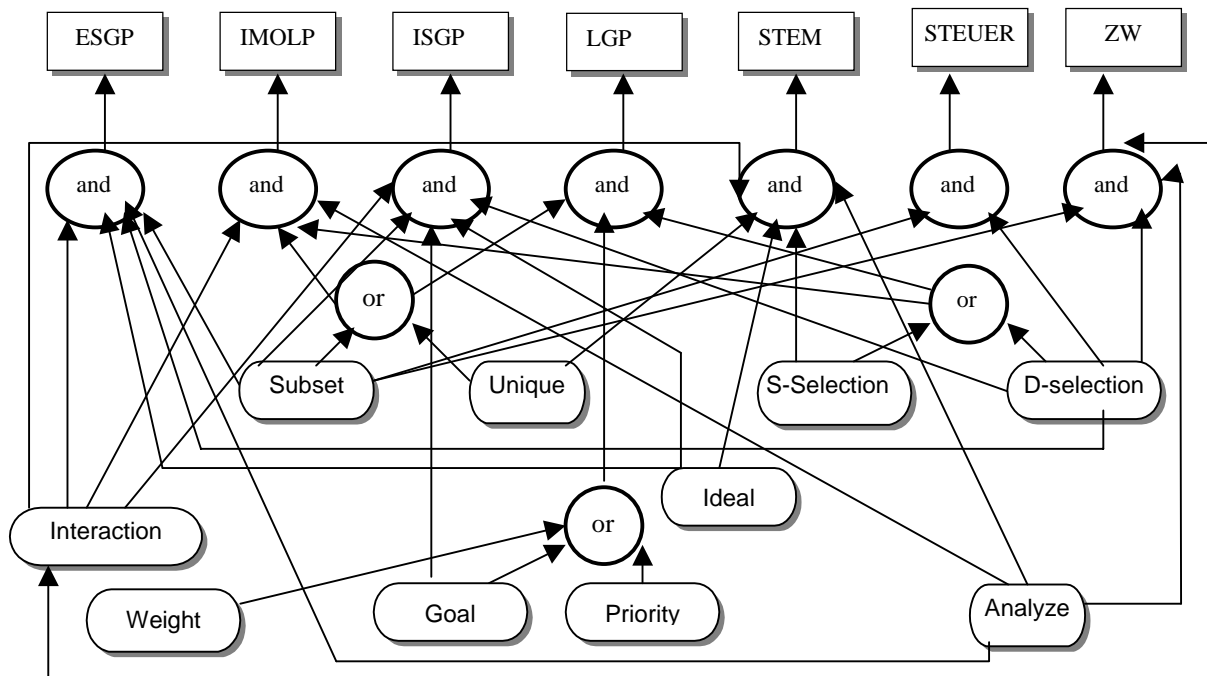 ESGP
IMOLP
ISGP
LGP
STEM
STEUER
ZW
and
and
and
and
and
and
and
or
or
Subset
Unique
S-Selection
D-selection
Ideal
Interaction
or
Weight
Goal
Priority
Analyze